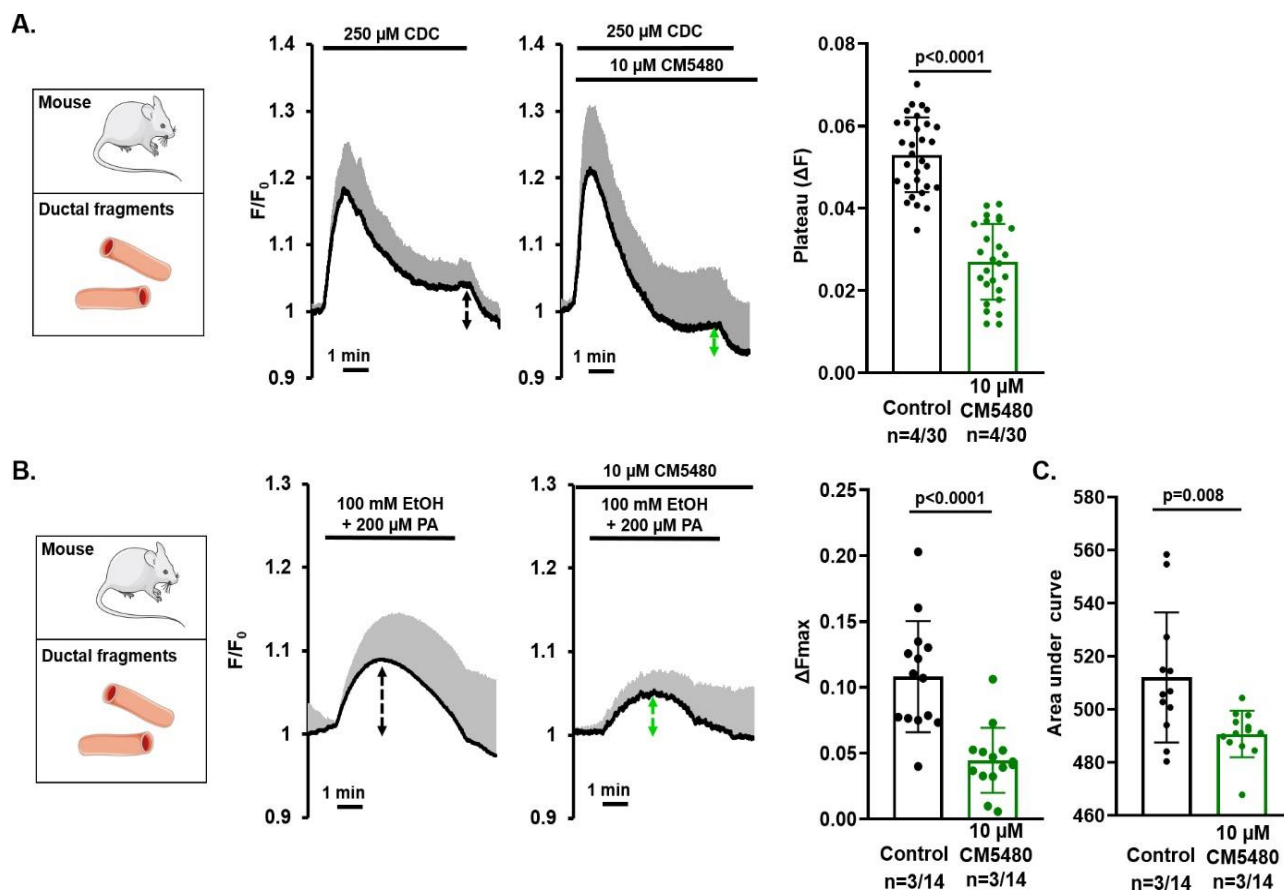 A.
Mouse
Ductal fragments
F/F0
1.4
1.3
1.2
1.1
1
0.9
250 µM CDC
1 min
1.4
1.3
1.2
1.1
1
0.9
250 µM CDC
10 µM CM5480
1 min
Plateau (ΔF)
0.08
0.06
0.04
0.02
0.00
p<0.0001
Control
n=4/30
10 µM
CM5480
n=4/30
B.
Mouse
Ductal fragments
F/F0
1.3
1.2
1.1
1
0.9
100 mM EtOH
+ 200 µM PA
1 min
1.3
1.2
1.1
1
0.9
10 µM CM5480
100 mM EtOH
+ 200 µM PA
1 min
ΔFmax
0.25
0.20
0.15
0.10
0.05
0.00
p<0.0001
Control
n=3/14
10 µM
CM5480
n=3/14
C.
Area under curve
580
560
540
520
500
480
460
p=0.008
Control
n=3/14
10 µM
CM5480
n=3/14